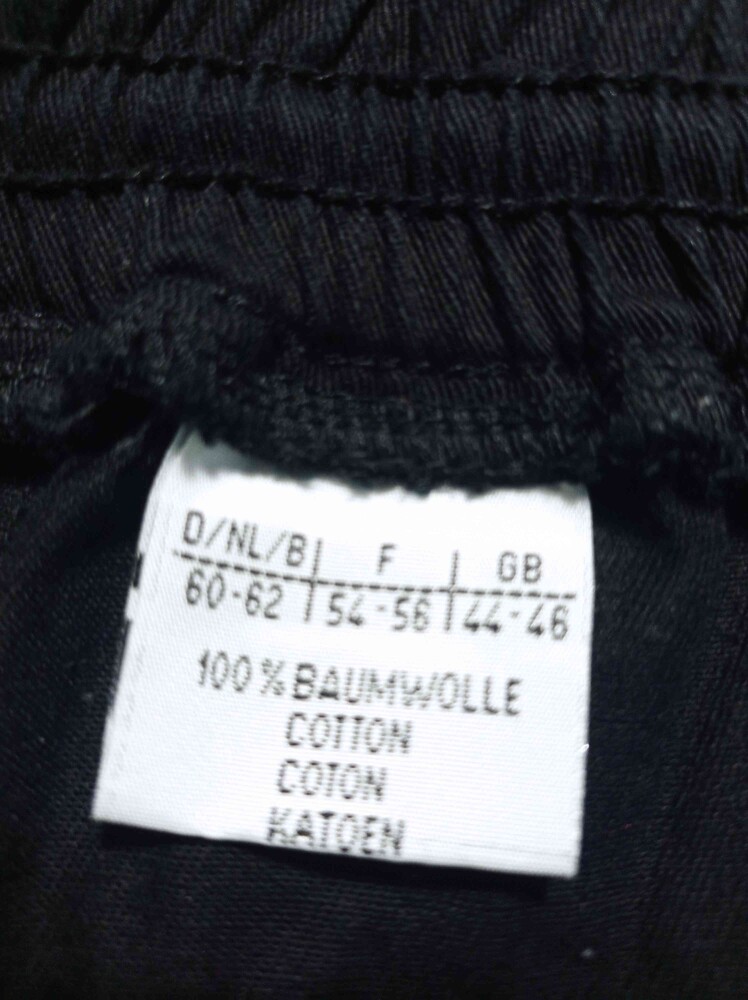 D/NL/B| F | GB
60-62 | 54-56 | 44-46
100% BAUMWOLLE
COTTON
COTON
KATOEN